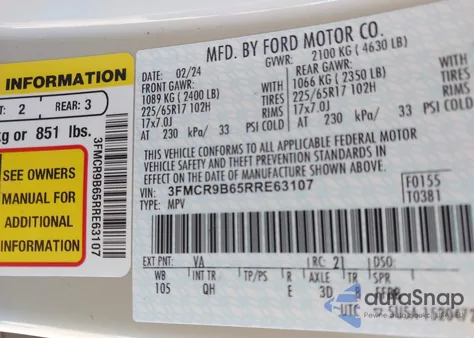 INFORMATION
T: 2 REAR: 3
kg or 851 lbs.
SEE OWNERS
MANUAL FOR
ADDITIONAL
INFORMATION
3FMCR9B65RRE63107
MFD. BY FORD MOTOR CO.
DATE: 02/24 GVWR: 2100 KG ( 4630 LB)
FRONT GAWR: REAR GAWR:
1089 KG ( 2400 LB) WITH 1066 KG ( 2350 LB) WITH
225/65R17 102H TIRES 225/65R17 102H TIRES
17x7.0J RIMS 17x7.0J RIMS
AT 230 kPa/ 33 PSI COLD AT 230 kPa/ 33 PSI COLD
THIS VEHICLE CONFORMS TO ALL APPLICABLE FEDERAL MOTOR
VEHICLE SAFETY AND THEFT PREVENTION STANDARDS IN EFFECT ON
THE DATE OF MANUFACTURE SHOWN ABOVE.
VIN: 3FMCR9B65RRE63107 F0155
TYPE: MPV T0381
EXT PNT: VA RC: 21 DSO:
WB INT TR TP/PS R AXLE TR SPR
105 QH E 3D 8
UTC
autoSnap